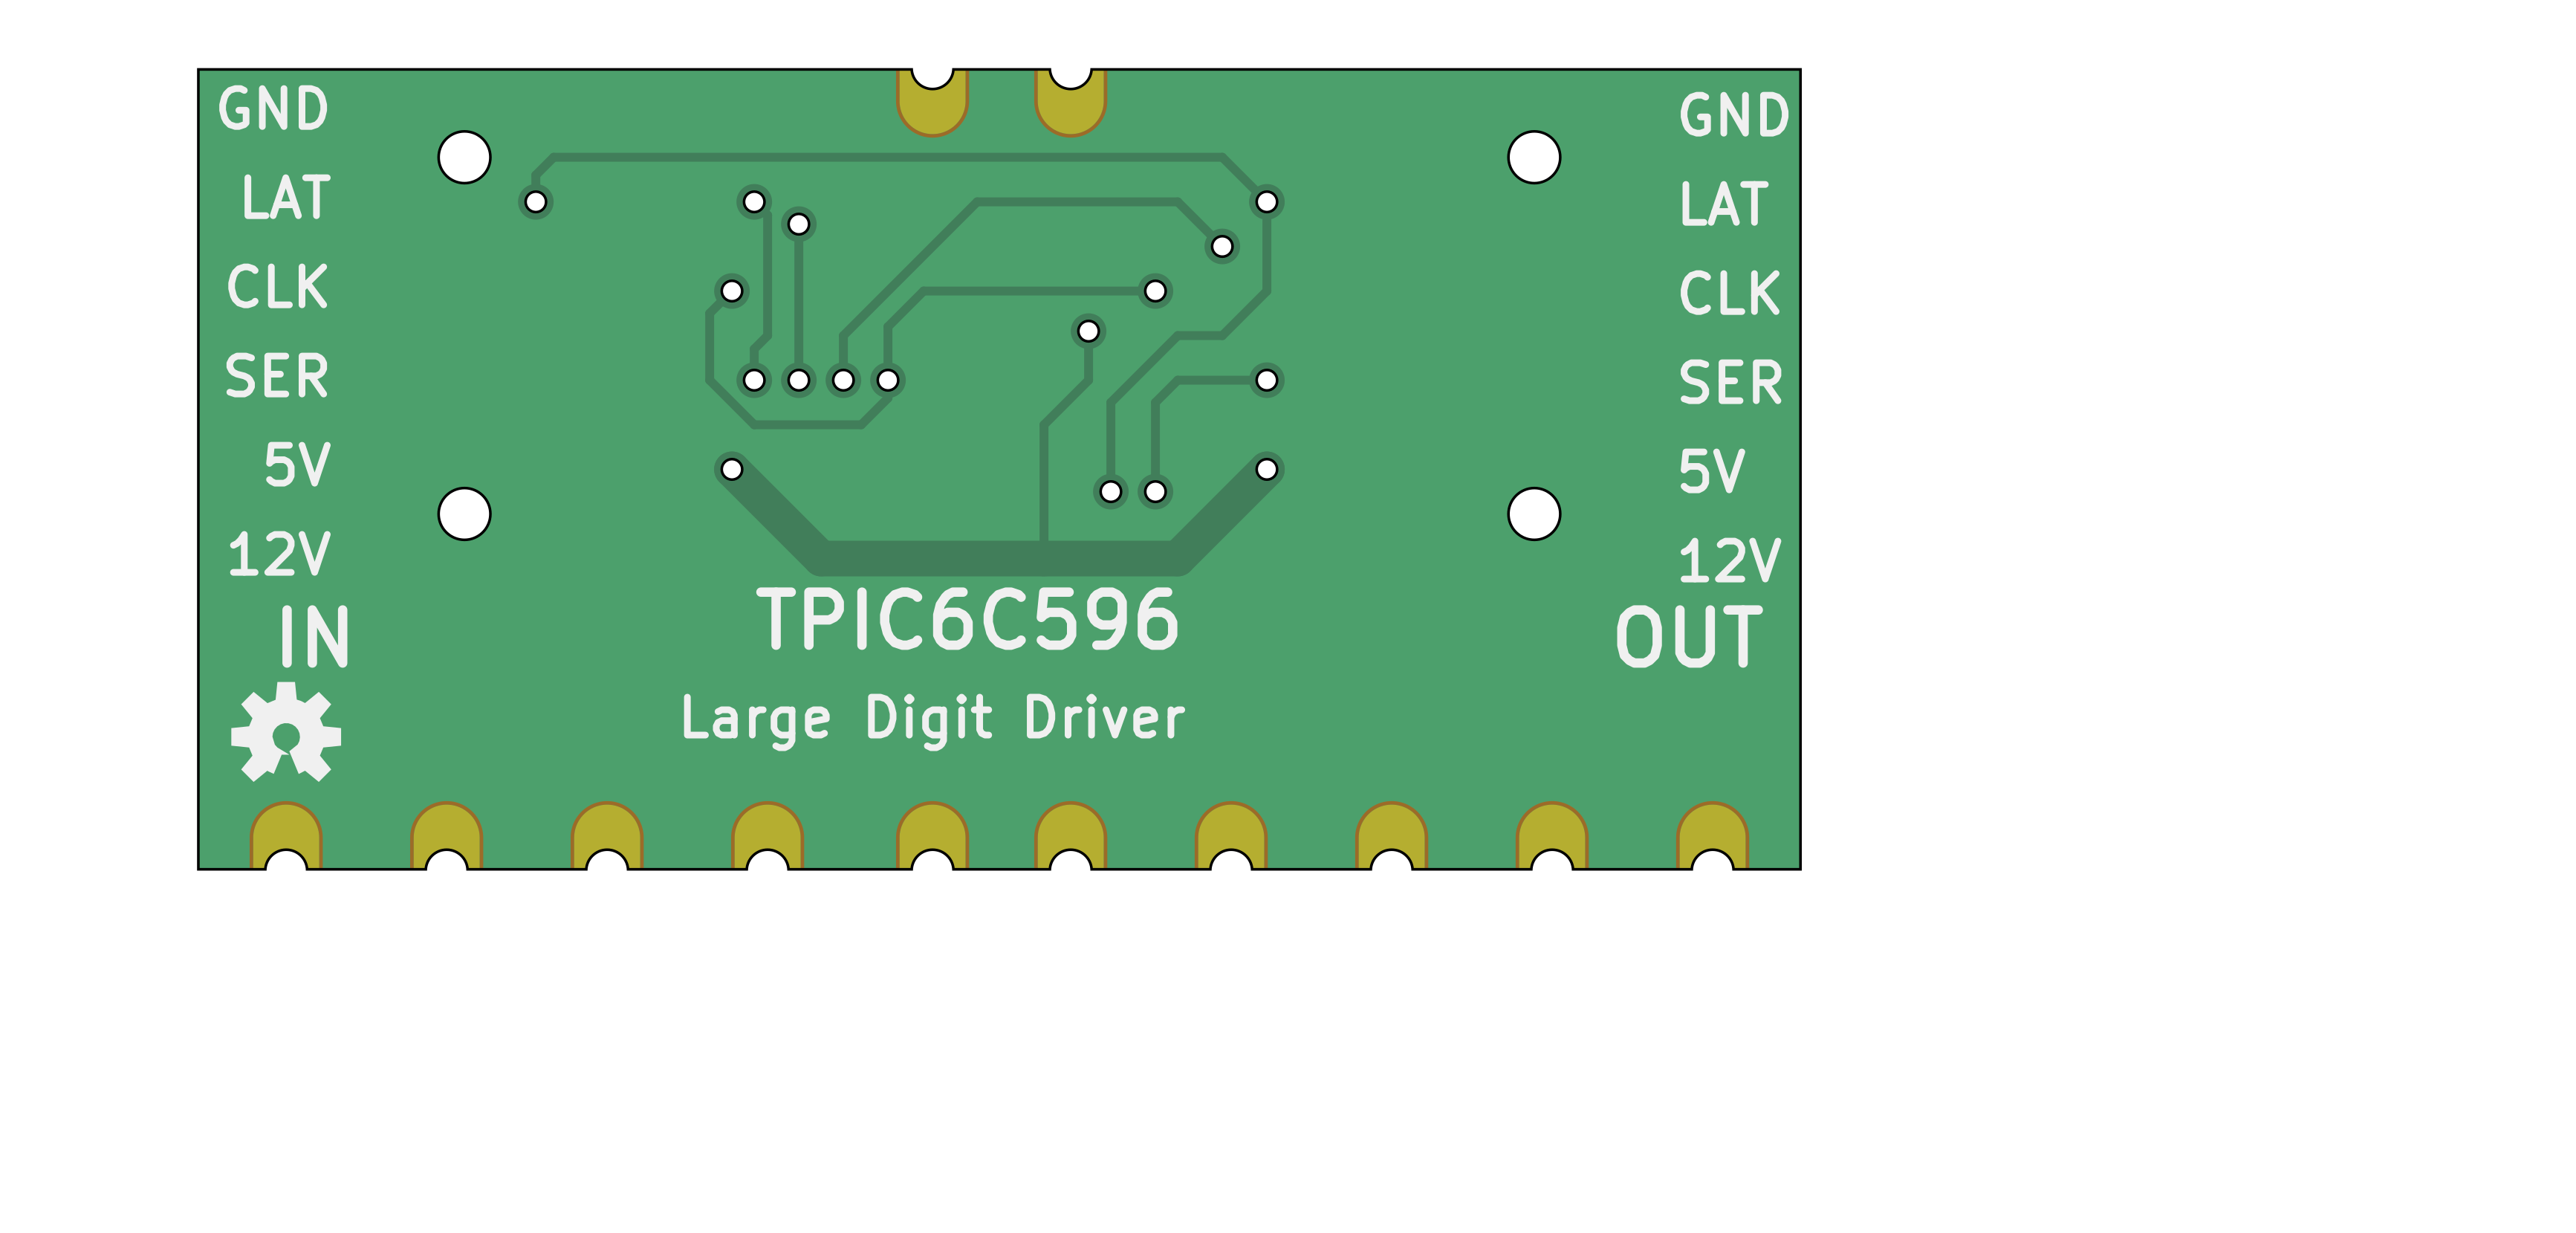 GND
LAT
CLK
SER
5V
12V
IN
GND
LAT
CLK
SER
5V
12V
OUT
TPIC6C596
Large Digit Driver